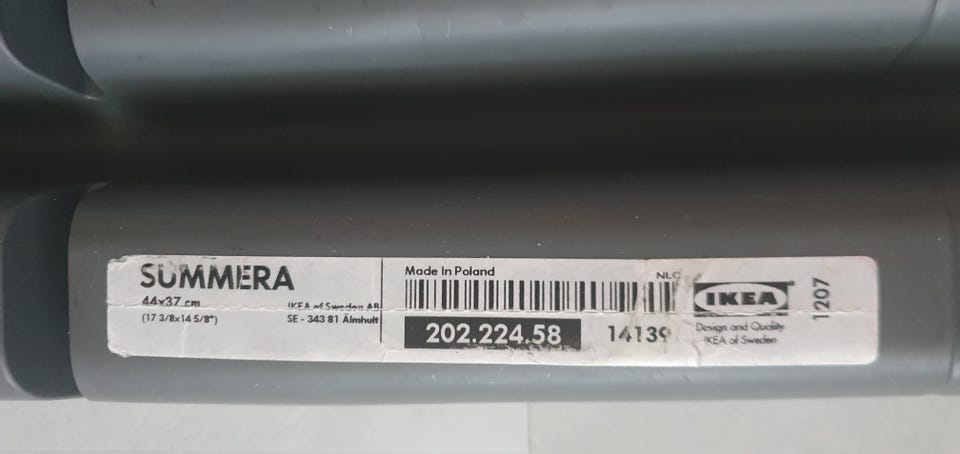 SUMMERA
44x37 cm
(17 3/8x14 5/8")
IKEA of Sweden AB
SE - 343 81 Älmhult
Made In Poland
NLC
202.224.58
14139
IKEA
Design and Quality
IKEA of Sweden
1207